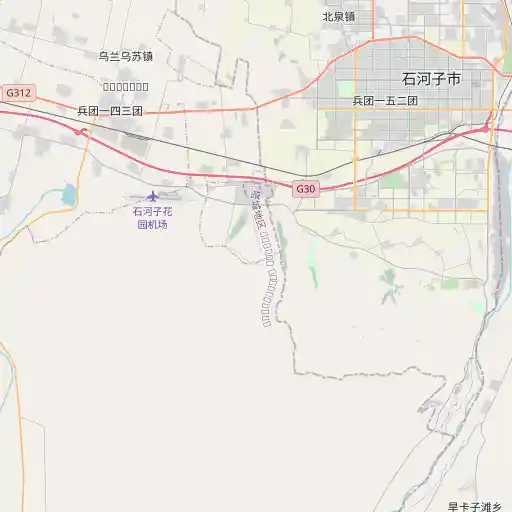 北泉镇
乌兰乌苏镇
石河子市
G312
兵团一四三团
兵团一五二团
G30
石河子花
园机场
旱卡子滩乡